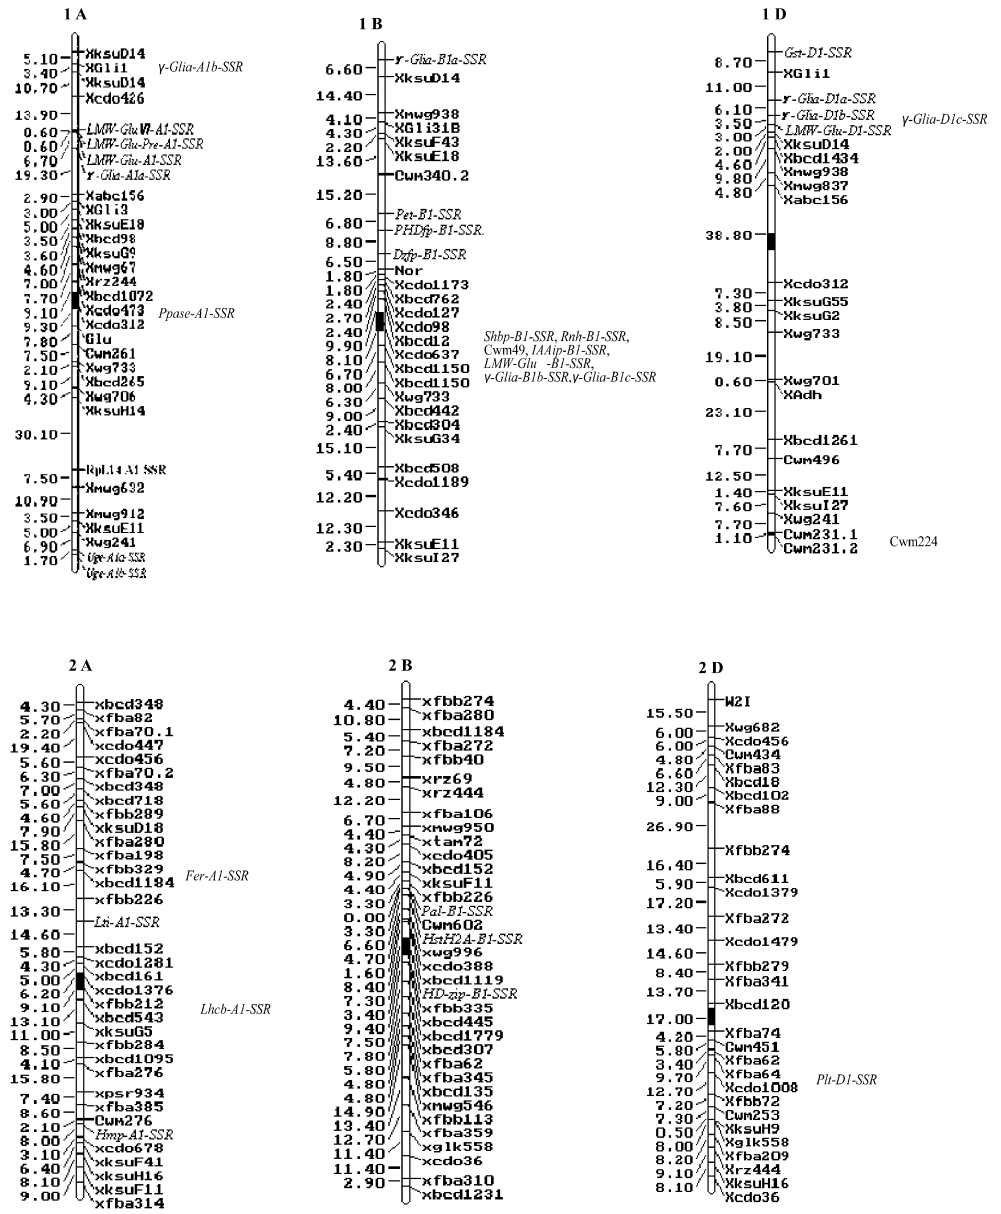 1 A
5.10
3.40
10.70
13.90
0.60
0.60
6.70
19.30
2.90
3.00
5.00
3.50
3.60
4.60
7.00
7.70
9.10
9.30
7.80
7.50
2.10
9.10
4.30
30.10
7.50
10.90
3.50
5.00
6.90
1.70
XksuD14
XGli1
XksuD14
Xcdo426
LMW-Glu -A1-SSR
LMW-Glu-Pre-A1-SSR
LMW-Glu-A1-SSR
γ-Glia-A1a-SSR
Xabc156
XGli3
XksuE18
Xbcd98
XksuG9
Xmwg67
Xrz244
Xbcd1072
Xcdo473
Xcdo312
Glu
Cwm261
Xwg733
Xbcd265
Xwg706
XksuH14
RpL14 A1 SSR
Xmwg632
Xmwg912
XksuE11
Xwg241
Uge-A1a-SSR
Uge-A1b-SSR
γ-Glia-A1b-SSR
Ppase-A1-SSR
1 B
6.60
14.40
4.10
4.30
2.20
13.60
15.20
6.80
8.80
6.50
1.80
1.80
2.40
2.70
2.40
9.90
8.10
6.70
8.00
6.30
9.00
2.40
15.10
5.40
12.20
12.30
2.30
γ-Glia-B1a-SSR
XksuD14
Xmwg938
XGli31B
XksuF43
XksuE18
Cwm340.2
Pet-B1-SSR
PHDfp-B1-SSR.
Dzfp-B1-SSR
Nor
Xcdo1173
Xbcd762
Xcdo127
Xcdo98
Xbcd12
Xcdo637
Xbcd1150
Xbcd1150
Xwg733
Xbcd442
Xbcd304
XksuG34
Xbcd508
Xcdo1189
Xcdo346
XksuE11
XksuI27
Shbp-B1-SSR, Rnh-B1-SSR,
Cwm49, IAAip-B1-SSR,
LMW-Glu -B1-SSR,
γ-Glia-B1b-SSR,γ-Glia-B1c-SSR
1 D
8.70
11.00
6.10
3.50
3.00
2.00
4.60
9.80
4.80
38.80
7.30
3.80
8.50
19.10
0.60
23.10
7.70
12.50
1.40
7.60
7.70
1.10
Gst-D1-SSR
XGli1
γ-Glia-D1a-SSR
γ-Glia-D1b-SSR
LMW-Glu-D1-SSR
XksuD14
Xbcd1434
Xmwg938
Xmwg837
Xabc156
Xcdo312
XksuG55
XksuG2
Xwg733
Xwg701
XAdh
Xbcd1261
Cwm496
XksuE11
XksuI27
Xwg241
Cwm231.1
Cwm231.2
γ-Glia-D1c-SSR
Cwm224
2 A
4.30
5.70
2.20
19.40
5.60
6.30
7.00
5.60
4.60
7.90
15.80
7.50
4.70
16.10
13.30
14.60
5.80
4.30
5.00
6.20
9.10
13.10
11.00
8.50
4.10
15.80
7.40
8.60
2.10
8.00
3.10
6.40
8.10
9.00
xbcd348
xfba82
xfba70.1
xcdo447
xcdo456
xfba70.2
xbcd348
xbcd718
xfbb289
xksuD18
xfba280
xfba198
xfbb329
xbcd1184
xfbb226
Lti-A1-SSR
xbcd152
xcdo1281
xbcd161
xcdo1376
xfbb212
xbcd543
xksuG5
xfbb284
xbcd1095
xfba276
xpsr934
xfba385
Cwm276
Hmp-A1-SSR
xcdo678
xksuF41
xksuH16
xksuF11
xfba314
Fer-A1-SSR
Lhcb-A1-SSR
2 B
4.40
10.80
5.40
7.20
9.50
4.80
12.20
6.70
4.40
4.30
8.20
4.90
4.40
3.30
0.00
3.30
6.60
4.70
1.60
8.40
7.30
3.40
9.40
7.50
7.80
5.80
4.80
14.90
13.40
12.70
11.40
11.40
2.90
xfbb274
xfba280
xbcd1184
xfba272
xfbb40
xrz69
xrz444
xfba106
xmwg950
xtam72
xcdo405
xbcd152
xksuF11
xfbb226
Pal-B1-SSR
Cwm602
HstH2A-B1-SSR
xwg996
xcdo388
xbcd1119
HD-zip-B1-SSR
xfbb335
xbcd445
xbcd1779
xbcd307
xfba62
xfba345
xbcd135
xmwg546
xfbb113
xfba359
xglk558
xcdo36
xfba310
xbcd1231
2 D
15.50
6.00
6.00
4.80
6.60
12.30
9.00
26.90
16.40
5.90
17.20
13.40
14.60
8.40
13.70
17.00
4.20
5.80
3.40
9.70
12.70
7.20
7.30
0.50
8.00
8.20
9.10
8.10
W2I
Xwg682
Xcdo456
Cwm434
Xfba83
Xbcd18
Xbcd102
Xfba88
Xfbb274
Xbcd611
Xcdo1379
Xfba272
Xcdo1479
Xfbb279
Xfba341
Xbcd120
Xfba74
Cwm451
Xfba62
Xfba64
Xcdo1008
Xfbb72
Cwm253
XksuH9
Xglk558
Xfba209
Xrz444
XksuH16
Xcdo36
Plt-D1-SSR